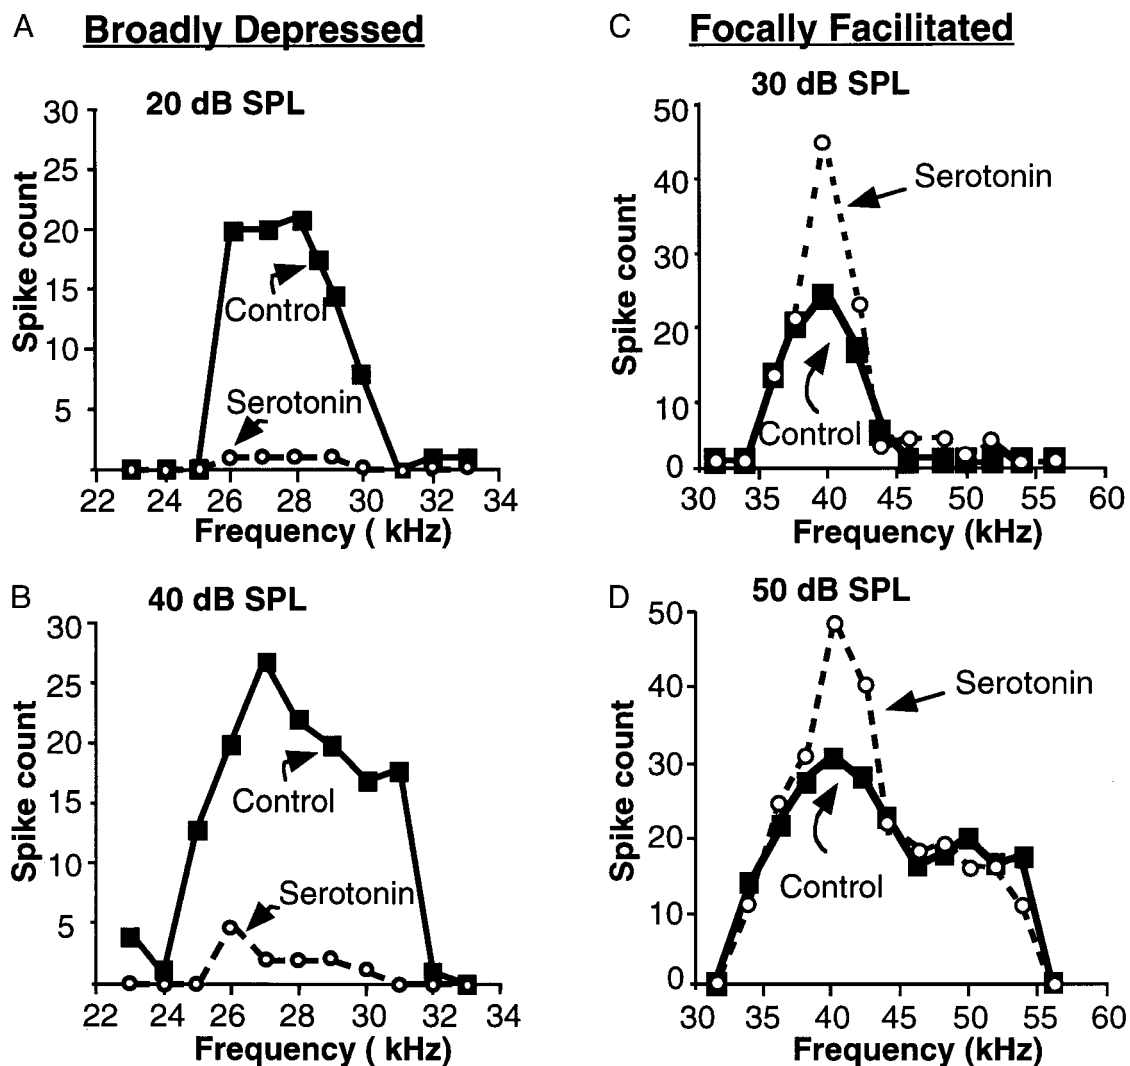 A
Broadly Depressed
20 dB SPL
30
25
20
15
10
5
Spike count
Control
Serotonin
22 24 26 28 30 32 34
Frequency ( kHz)
B
40 dB SPL
30
25
20
15
10
5
Spike count
Control
Serotonin
22 24 26 28 30 32 34
Frequency ( kHz)
C
Focally Facilitated
30 dB SPL
50
40
30
20
10
0
Spike count
Serotonin
Control
30 35 40 45 50 55 60
Frequency (kHz)
D
50 dB SPL
50
40
30
20
10
0
Spike count
Serotonin
Control
30 35 40 45 50 55 60
Frequency (kHz)